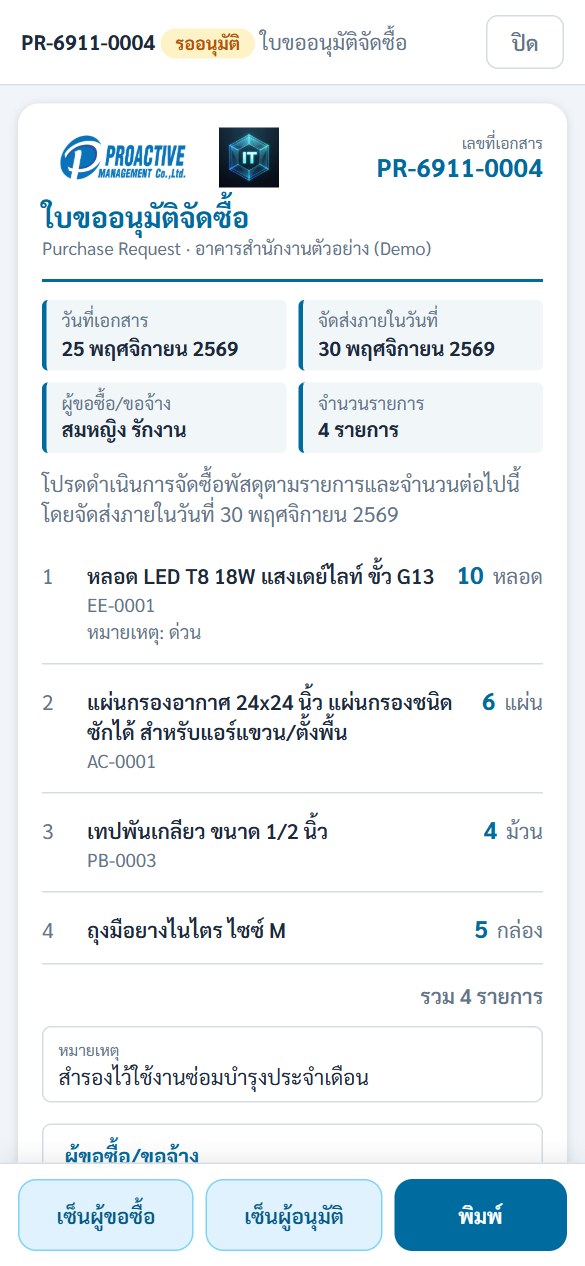 PR-6911-0004 รออนุมัติ ใบขออนุมัติจัดซื้อ ปิด
PROACTIVE
MANAGEMENT Co.,Ltd.
IT
เลขที่เอกสาร
PR-6911-0004
ใบขออนุมัติจัดซื้อ
Purchase Request · อาคารสำนักงานตัวอย่าง (Demo)
วันที่เอกสาร
25 พฤศจิกายน 2569
จัดส่งภายในวันที่
30 พฤศจิกายน 2569
ผู้ขอซื้อ/ขอจ้าง
สมหญิง รักงาน
จำนวนรายการ
4 รายการ
โปรดดำเนินการจัดซื้อพัสดุตามรายการและจำนวนต่อไปนี้
โดยจัดส่งภายในวันที่ 30 พฤศจิกายน 2569
1 หลอด LED T8 18W แสงเดย์ไลท์ ขั้ว G13 10 หลอด
EE-0001
หมายเหตุ: ด่วน
2 แผ่นกรองอากาศ 24x24 นิ้ว แผ่นกรองชนิด 6 แผ่น
ซักได้ สำหรับแอร์แขวน/ตั้งพื้น
AC-0001
3 เทปพันเกลียว ขนาด 1/2 นิ้ว 4 ม้วน
PB-0003
4 ถุงมือยางไนไตร ไซซ์ M 5 กล่อง
รวม 4 รายการ
หมายเหตุ
สำรองไว้ใช้งานซ่อมบำรุงประจำเดือน
ผู้ขอซื้อ/ขอจ้าง
เซ็นผู้ขอซื้อ เซ็นผู้อนุมัติ พิมพ์